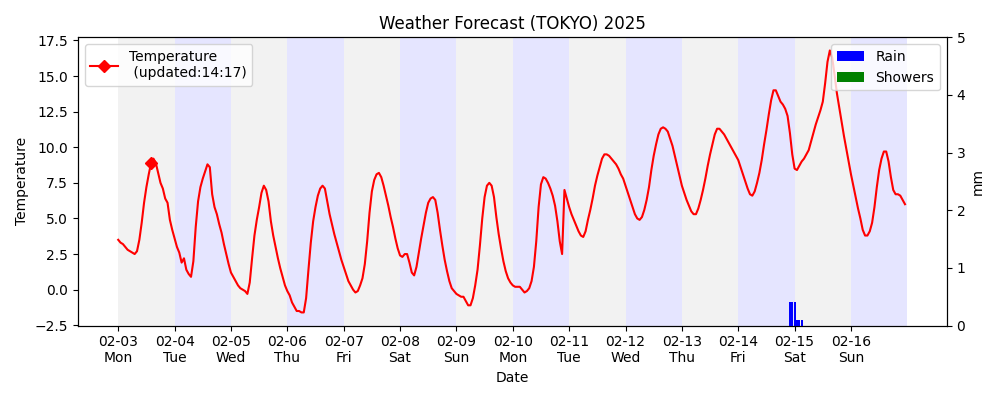 Weather Forecast (TOKYO) 2025
Temperature
(updated:14:17)
Rain
Showers
17.5
15.0
12.5
10.0
7.5
5.0
2.5
0.0
−2.5
Temperature
5
4
3
2
1
0
mm
02-03 02-04 02-05 02-06 02-07 02-08 02-09 02-10 02-11 02-12 02-13 02-14 02-15 02-16
Mon Tue Wed Thu Fri Sat Sun Mon Tue Wed Thu Fri Sat Sun
Date